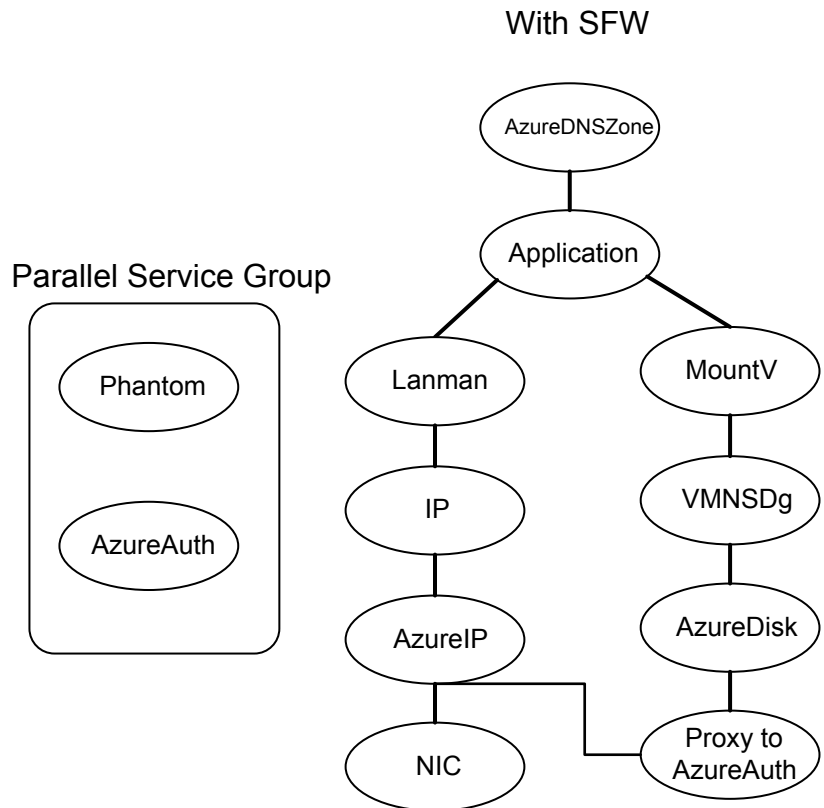 With SFW
AzureDNSZone
Application
Parallel Service Group
Phantom
AzureAuth
Lanman
MountV
IP
VMNSDg
AzureIP
AzureDisk
NIC
Proxy to
AzureAuth